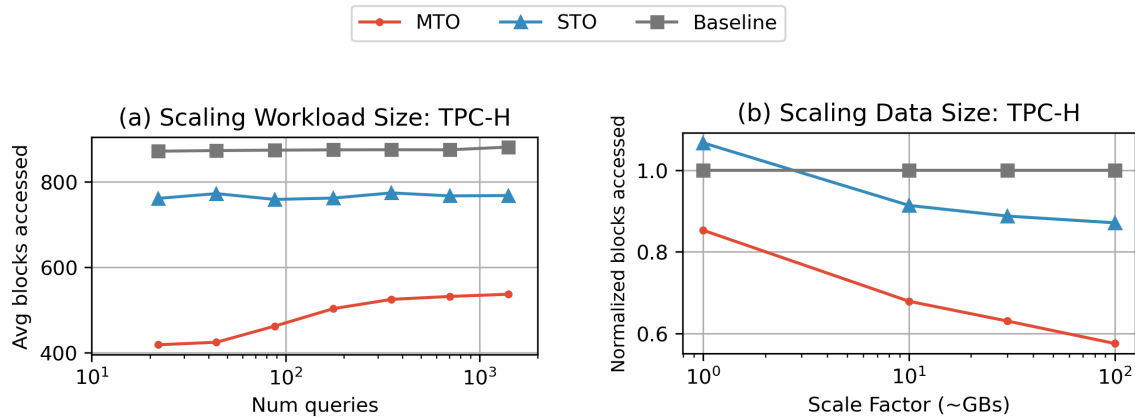 MTO STO Baseline
(a) Scaling Workload Size: TPC-H
Avg blocks accessed
800
600
400
10¹ 10² 10³
Num queries
(b) Scaling Data Size: TPC-H
Normalized blocks accessed
1.0
0.8
0.6
10⁰ 10¹ 10²
Scale Factor (~GBs)